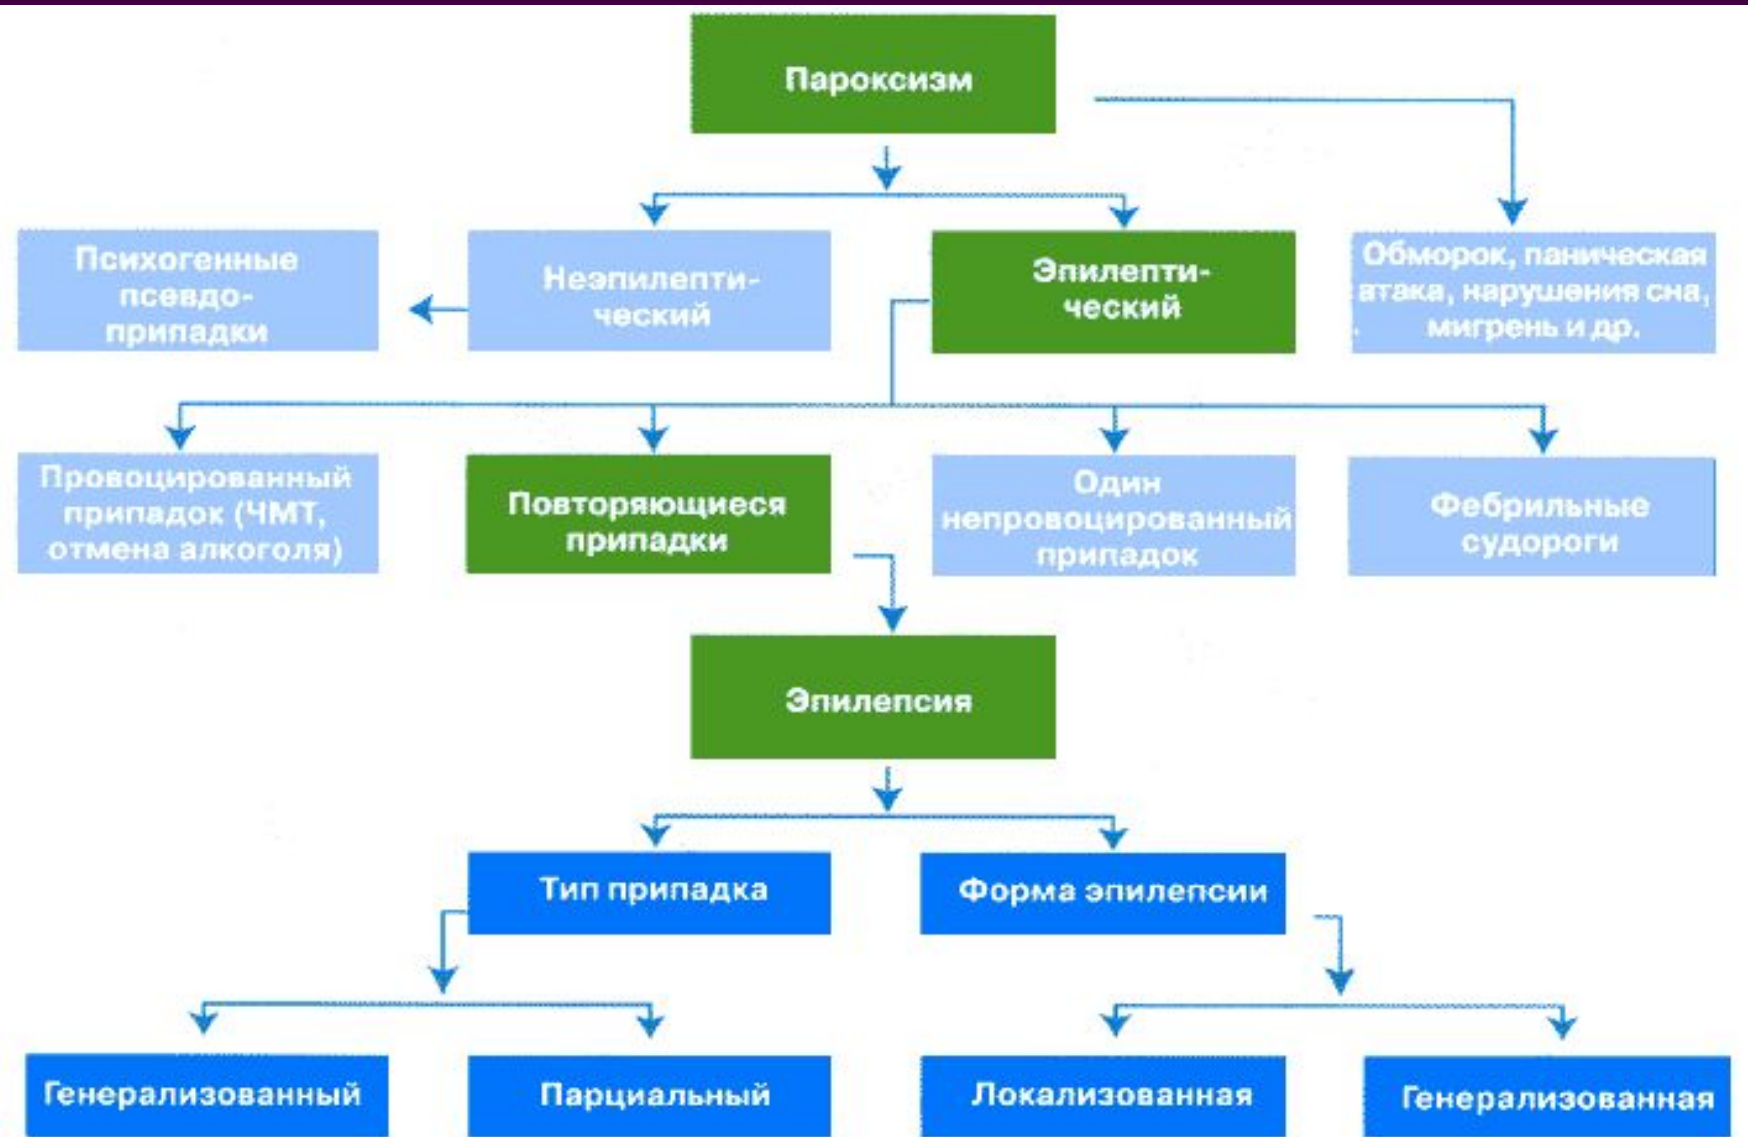 Пароксизм
Психогенные
псевдо-
припадки
Неэпилепти-
ческий
Эпилепти-
ческий
Обморок, паническая
атака, нарушения сна,
мигрень и др.
Провоцированный
припадок (ЧМТ,
отмена алкоголя)
Повторяющиеся
припадки
Один
непровоцированный
припадок
Фебрильные
судороги
Эпилепсия
Тип припадка
Форма эпилепсии
Генерализованный
Парциальный
Локализованная
Генерализованная